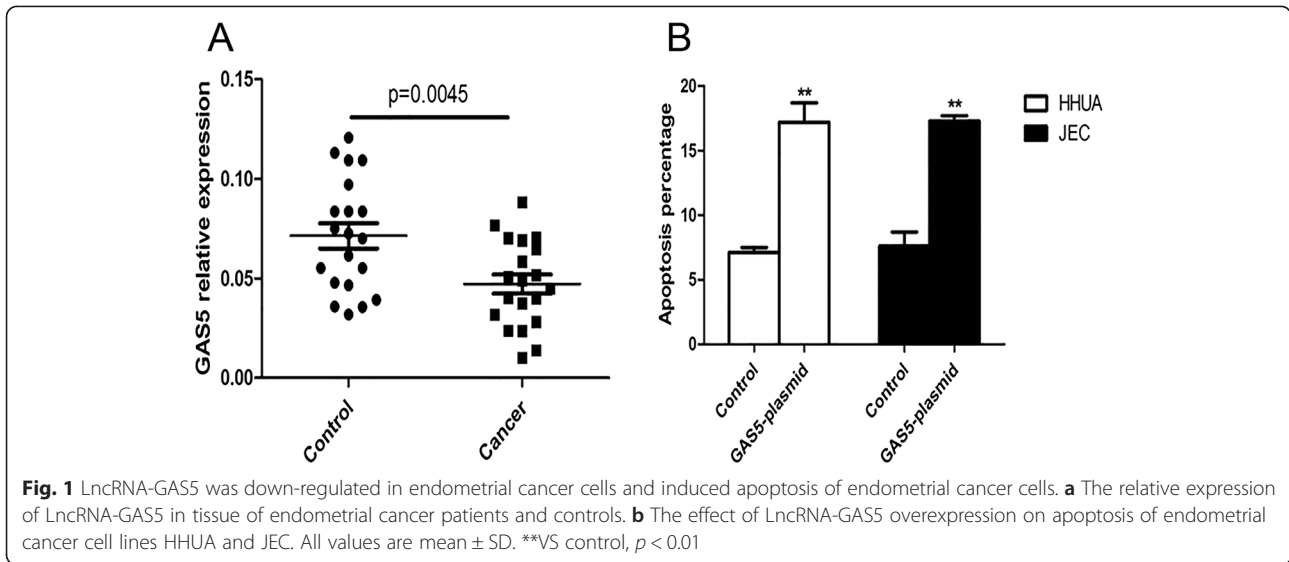 A
B
0.15
0.10
0.05
0.00
GAS5 relative expression
p=0.0045
Control
Cancer
20
15
10
5
0
Apoptosis percentage
**
**
Control
GAS5-plasmid
Control
GAS5-plasmid
HHUA
JEC
Fig. 1 LncRNA-GAS5 was down-regulated in endometrial cancer cells and induced apoptosis of endometrial cancer cells. a The relative expression
of LncRNA-GAS5 in tissue of endometrial cancer patients and controls. b The effect of LncRNA-GAS5 overexpression on apoptosis of endometrial
cancer cell lines HHUA and JEC. All values are mean ± SD. **VS control, p < 0.01